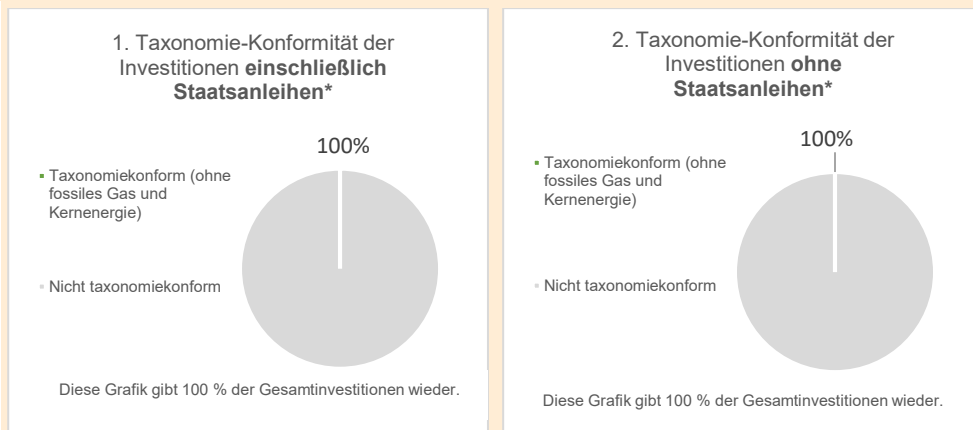 1. Taxonomie-Konformität der
Investitionen einschließlich
Staatsanleihen*
100%
Taxonomiekonform (ohne
fossiles Gas und
Kernenergie)
Nicht taxonomiekonform
Diese Grafik gibt 100 % der Gesamtinvestitionen wieder.
2. Taxonomie-Konformität der
Investitionen ohne
Staatsanleihen*
100%
Taxonomiekonform (ohne
fossiles Gas und
Kernenergie)
Nicht taxonomiekonform
Diese Grafik gibt 100 % der Gesamtinvestitionen wieder.